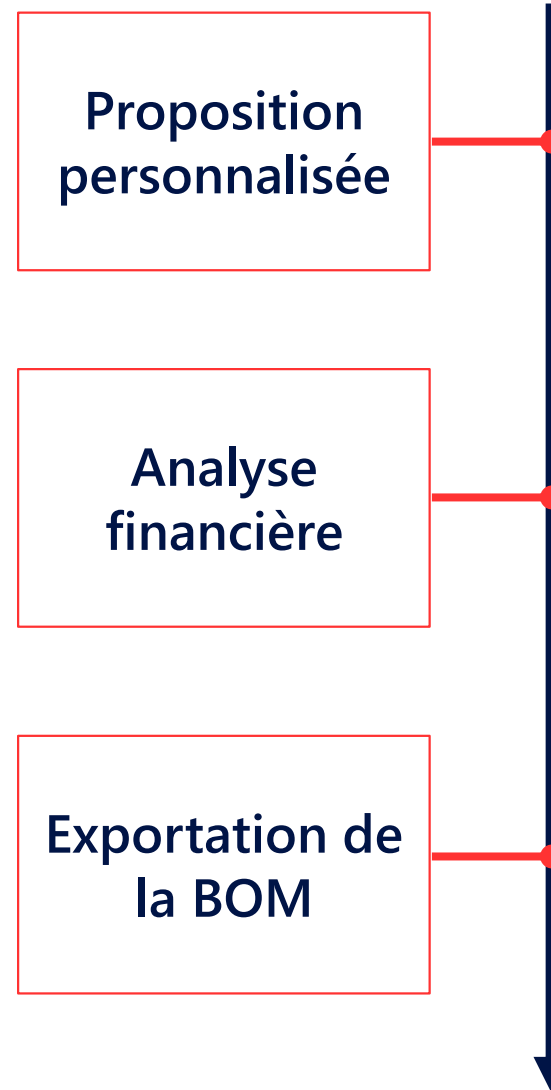 Proposition
personnalisée
Analyse
financière
Exportation de
la BOM